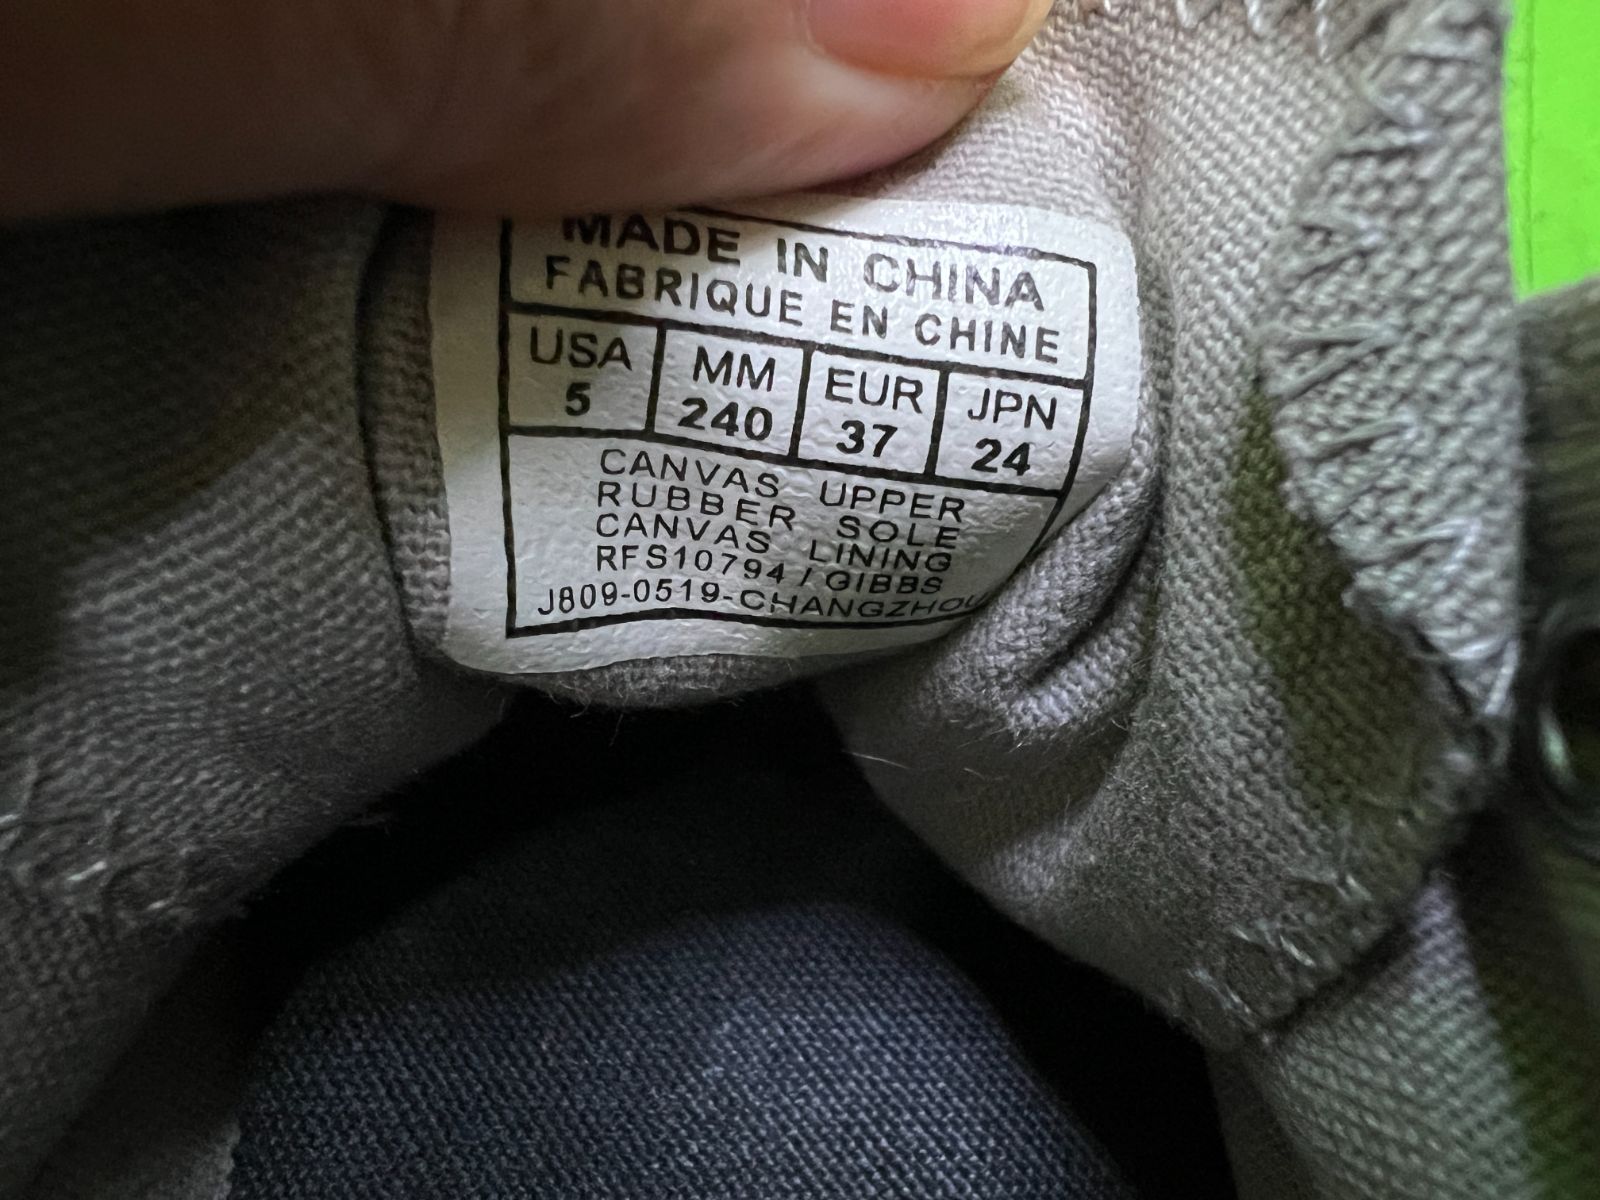 MADE IN CHINA
FABRIQUE EN CHINE
USA MM EUR JPN
5 240 37 24
CANVAS UPPER
RUBBER SOLE
CANVAS LINING
RFS10794 / GIBBS
J809-0519-CHANGZHOU